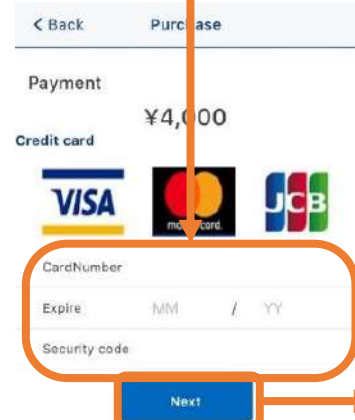 < Back Purchase
Payment
¥4,000
Credit card
VISA mastercard. JCB
CardNumber
Expire MM / YY
Security code
Next